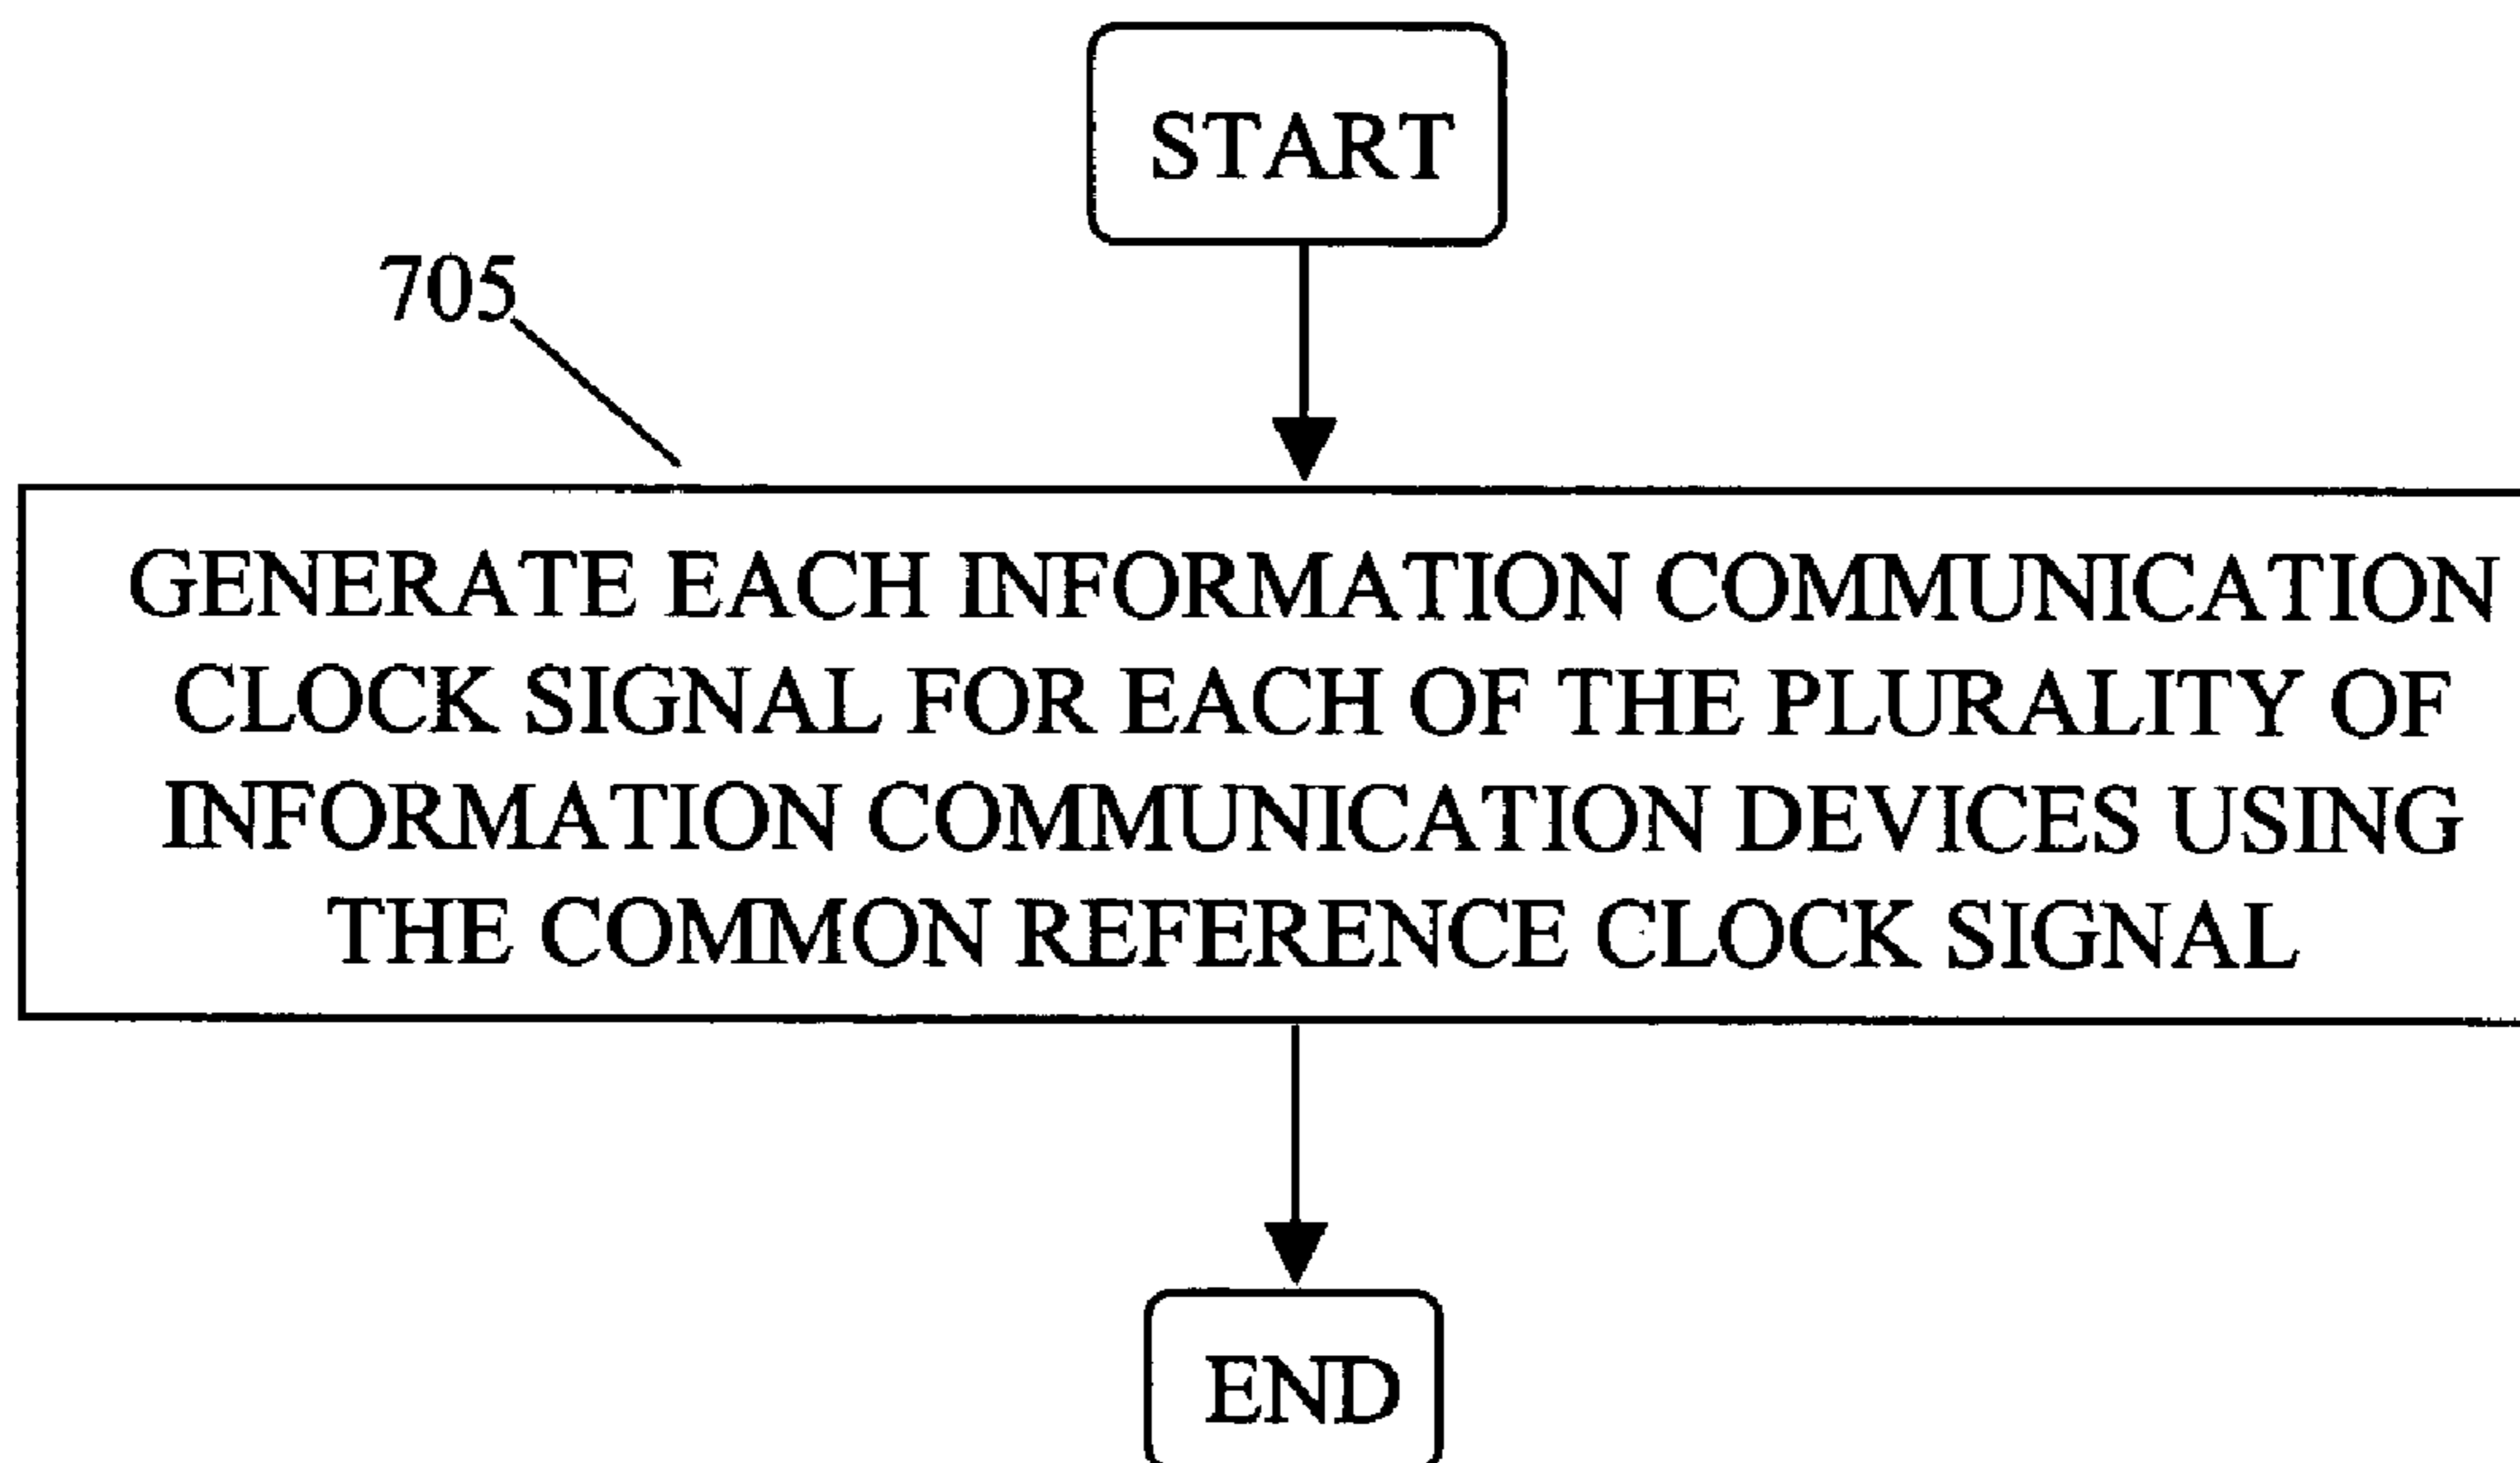 START
705
GENERATE EACH INFORMATION COMMUNICATION
CLOCK SIGNAL FOR EACH OF THE PLURALITY OF
INFORMATION COMMUNICATION DEVICES USING
THE COMMON REFERENCE CLOCK SIGNAL
END